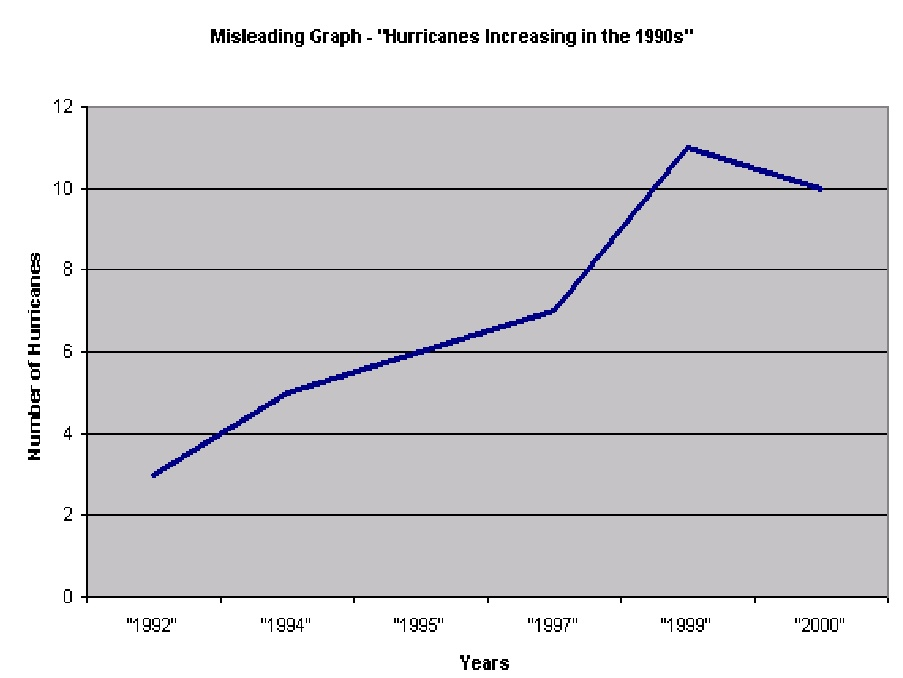 Misleading Graph - "Hurricanes Increasing in the 1990s"
12
10
8
6
4
2
0
Number of Hurricanes
"1992" "1994" "1995" "1997" "1999" "2000"
Years